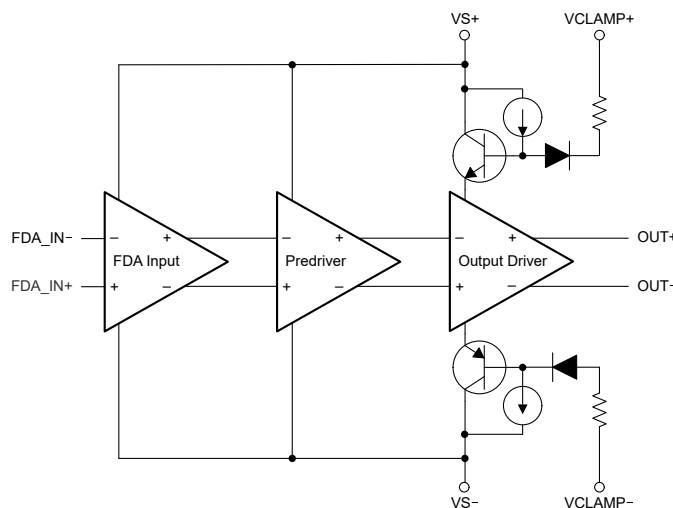 VS+
VCLAMP+
FDA_IN−
− +
FDA Input
+ −
− +
Predriver
+ −
− +
Output Driver
+ −
OUT+
FDA_IN+
OUT−
VS−
VCLAMP−